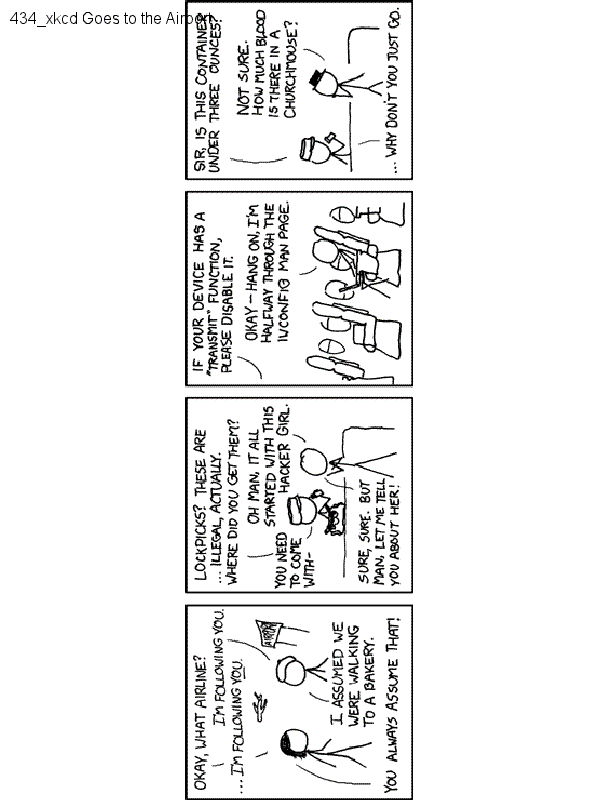 434_xkcd Goes to the Airport
OKAY, WHAT AIRLINE?
I'M FOLLOWING YOU.
... I'M FOLLOWING YOU.
AIRPORT
I ASSUMED WE
WERE WALKING
TO A BAKERY.
YOU ALWAYS ASSUME THAT!
LOCKPICKS? THESE ARE
... ILLEGAL, ACTUALLY.
WHERE DID YOU GET THEM?
OH MAN, IT ALL
STARTED WITH THIS
HACKER GIRL.
YOU NEED
TO COME
WITH-
SURE, SURE. BUT
MAN, LET ME TELL
YOU ABOUT HER!
IF YOUR DEVICE HAS A
"TRANSMIT" FUNCTION,
PLEASE DISABLE IT.
OKAY - HANG ON, I'M
HALFWAY THROUGH THE
IWCONFIG MAN PAGE.
SIR, IS THIS CONTAINER
UNDER THREE OUNCES?
NOT SURE.
HOW MUCH BLOOD
IS THERE IN A
CHURCHMOUSE?
... WHY DON'T YOU JUST GO.